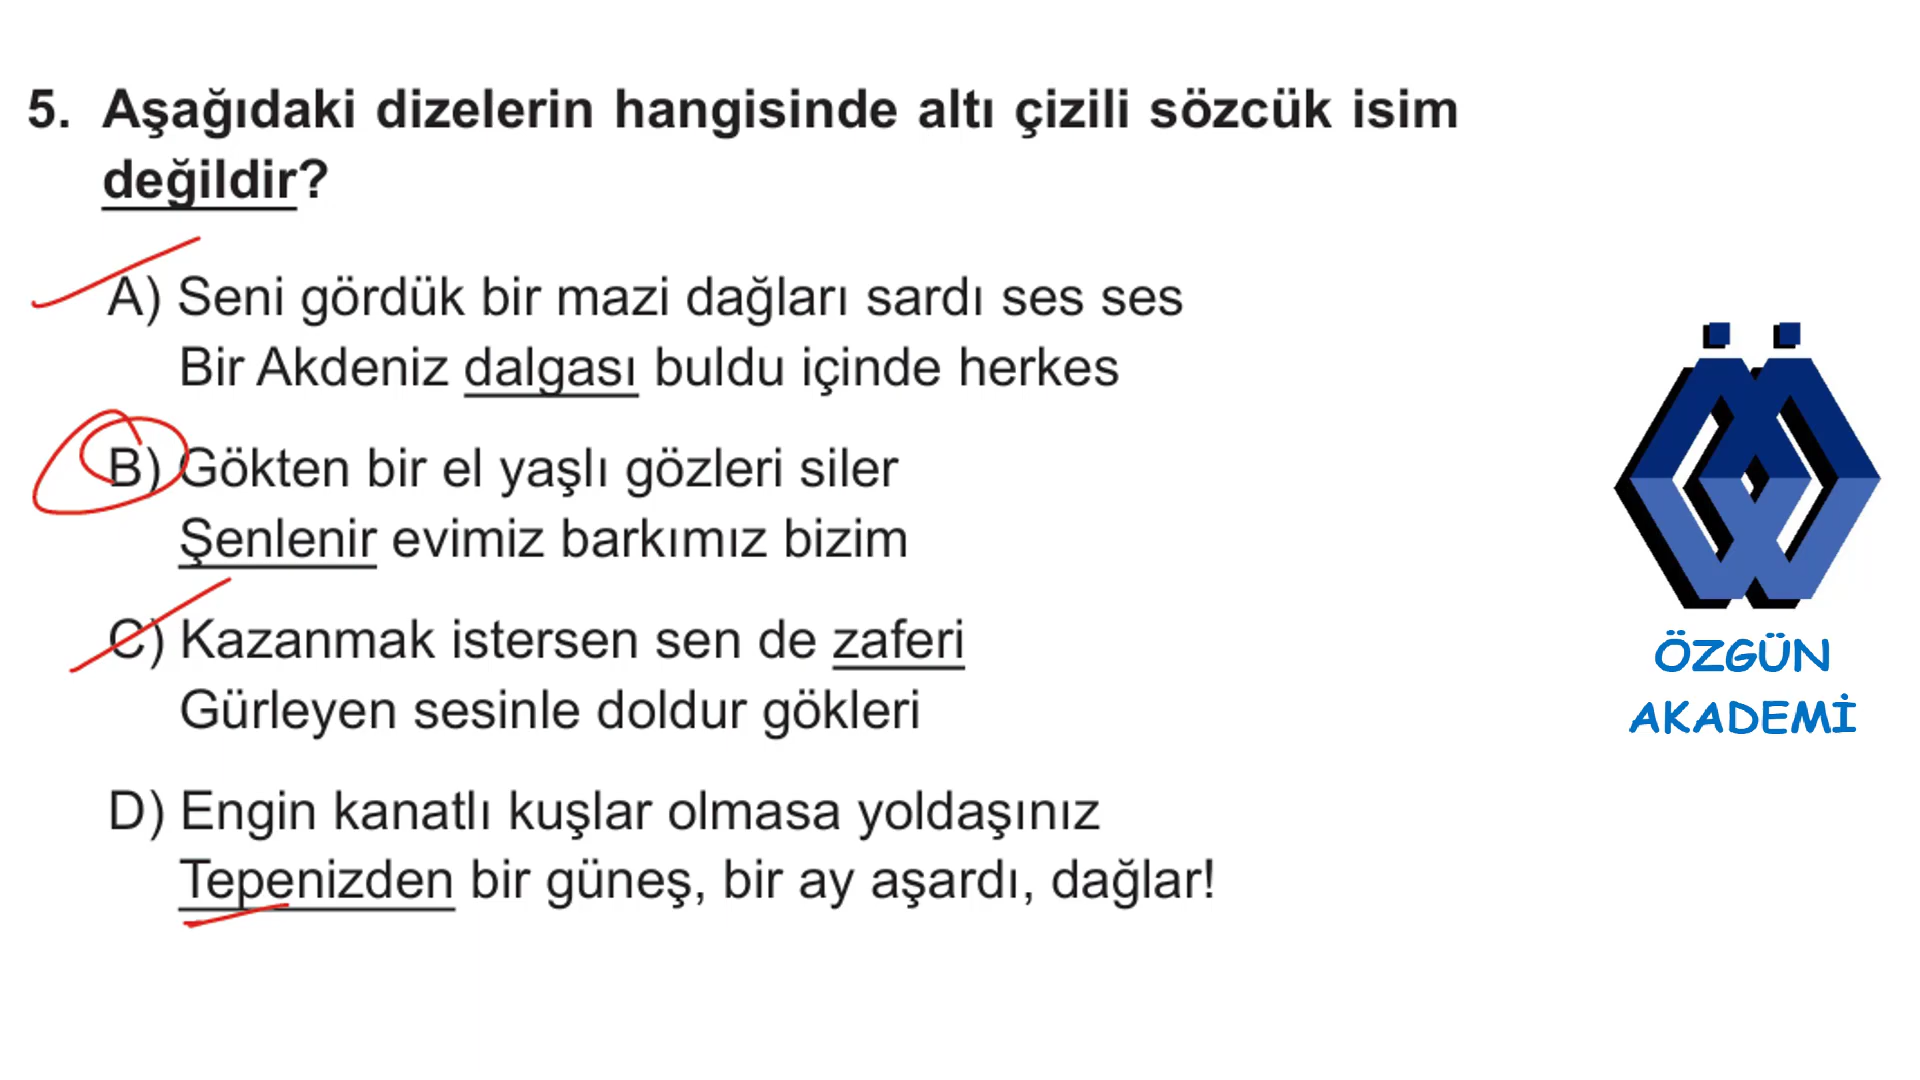 5. Aşağıdaki dizelerin hangisinde altı çizili sözcük isim
değildir?
A) Seni gördük bir mazi dağları sardı ses ses
Bir Akdeniz dalgası buldu içinde herkes
B) Gökten bir el yaşlı gözleri siler
Şenlenir evimiz barkımız bizim
C) Kazanmak istersen sen de zaferi
Gürleyen sesinle doldur gökleri
D) Engin kanatlı kuşlar olmasa yoldaşınız
Tepenizden bir güneş, bir ay aşardı, dağlar!
ÖZGÜN
AKADEMİ